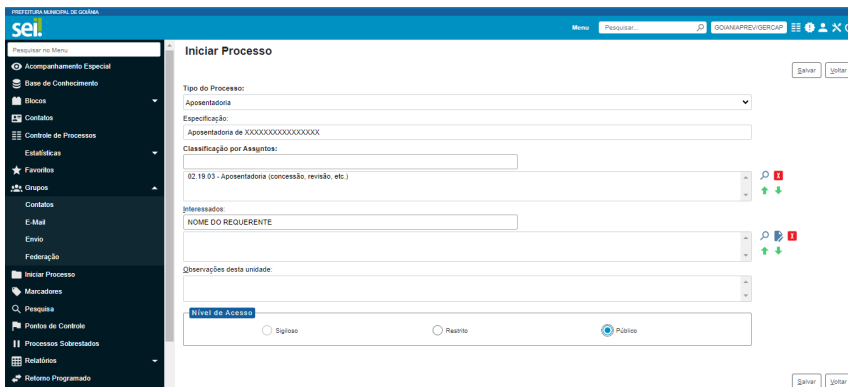 PREFEITURA MUNICIPAL DE GOIÂNIA
sei!
Menu
Pesquisar...
GOIANIAPREV/GERCAP
Pesquisar no Menu
Acompanhamento Especial
Base de Conhecimento
Blocos
Contatos
Controle de Processos
Estatísticas
Favoritos
Grupos
Contatos
E-Mail
Envio
Federação
Iniciar Processo
Marcadores
Pesquisa
Pontos de Controle
Processos Sobrestados
Relatórios
Retorno Programado
Iniciar Processo
Salvar
Voltar
Tipo do Processo:
Aposentadoria
Especificação:
Aposentadoria de XXXXXXXXXXXXXXXX
Classificação por Assuntos:
02.19.03 - Aposentadoria (concessão, revisão, etc.)
Interessados:
NOME DO REQUERENTE
Observações desta unidade:
Nível de Acesso
Sigiloso
Restrito
Público
Salvar
Voltar